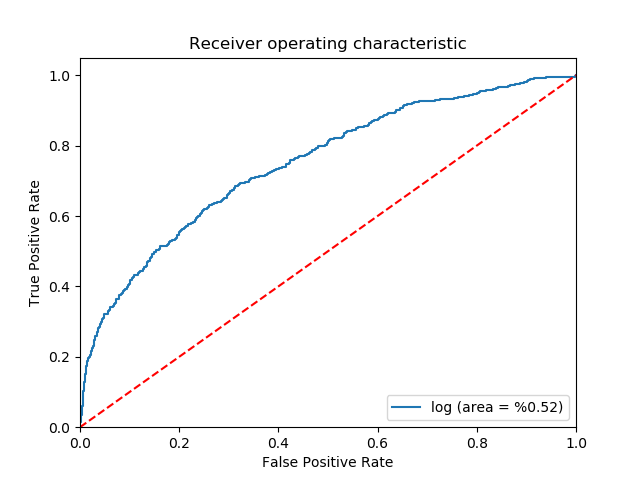 Receiver operating characteristic
1.0
0.8
0.6
0.4
0.2
0.0
True Positive Rate
log (area = %0.52)
0.0 0.2 0.4 0.6 0.8 1.0
False Positive Rate